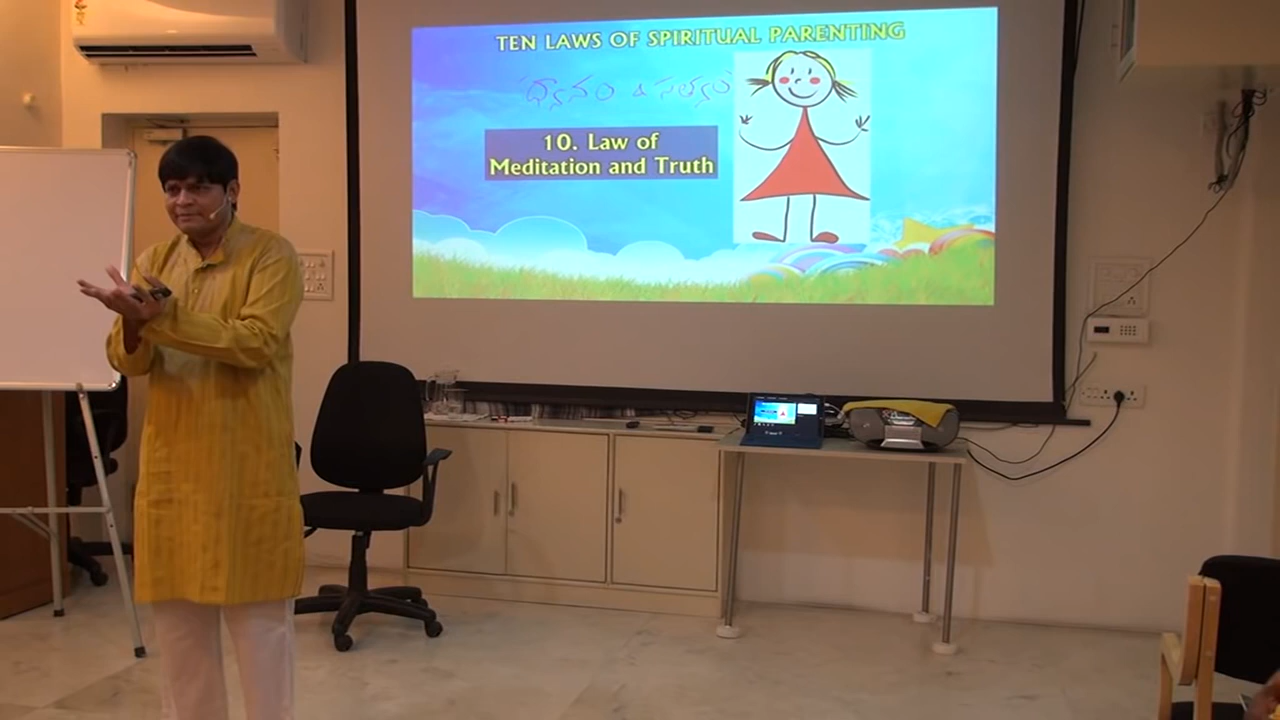 TEN LAWS OF SPIRITUAL PARENTING
ధ్యానం & సత్యం
10. Law of
Meditation and Truth